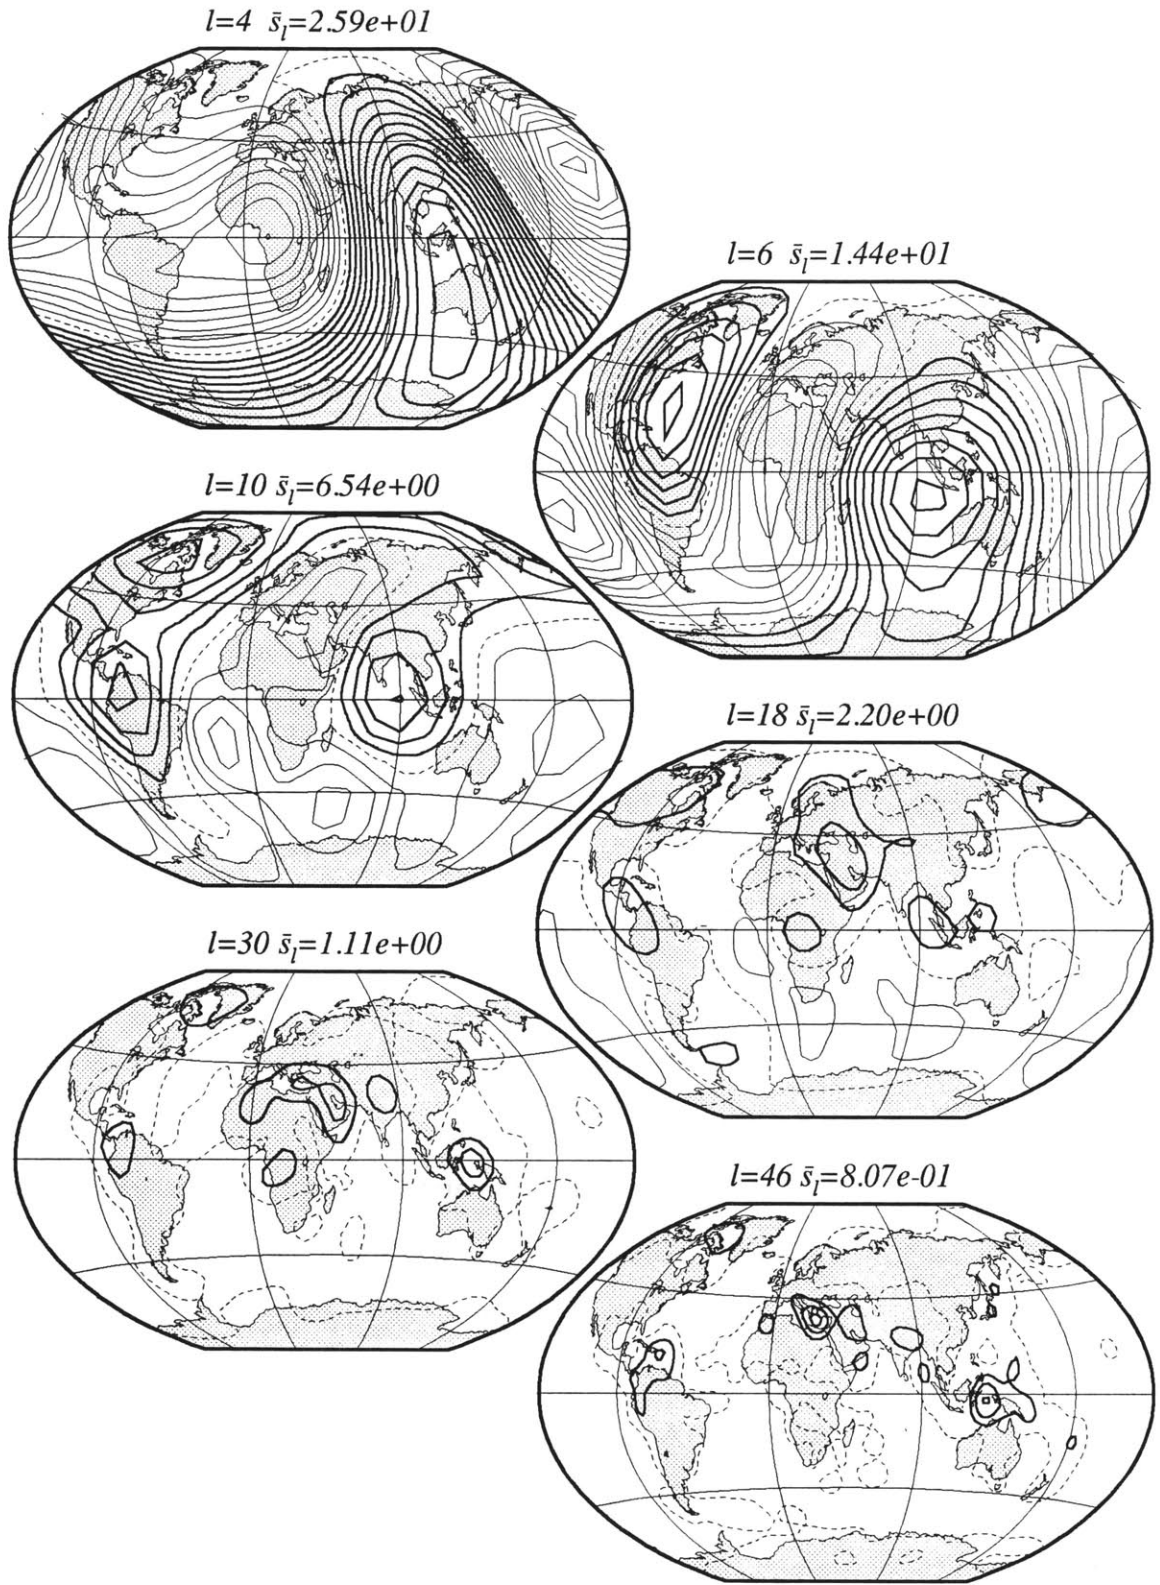 l=4 s̄ₗ=2.59e+01
l=6 s̄ₗ=1.44e+01
l=10 s̄ₗ=6.54e+00
l=18 s̄ₗ=2.20e+00
l=30 s̄ₗ=1.11e+00
l=46 s̄ₗ=8.07e-01